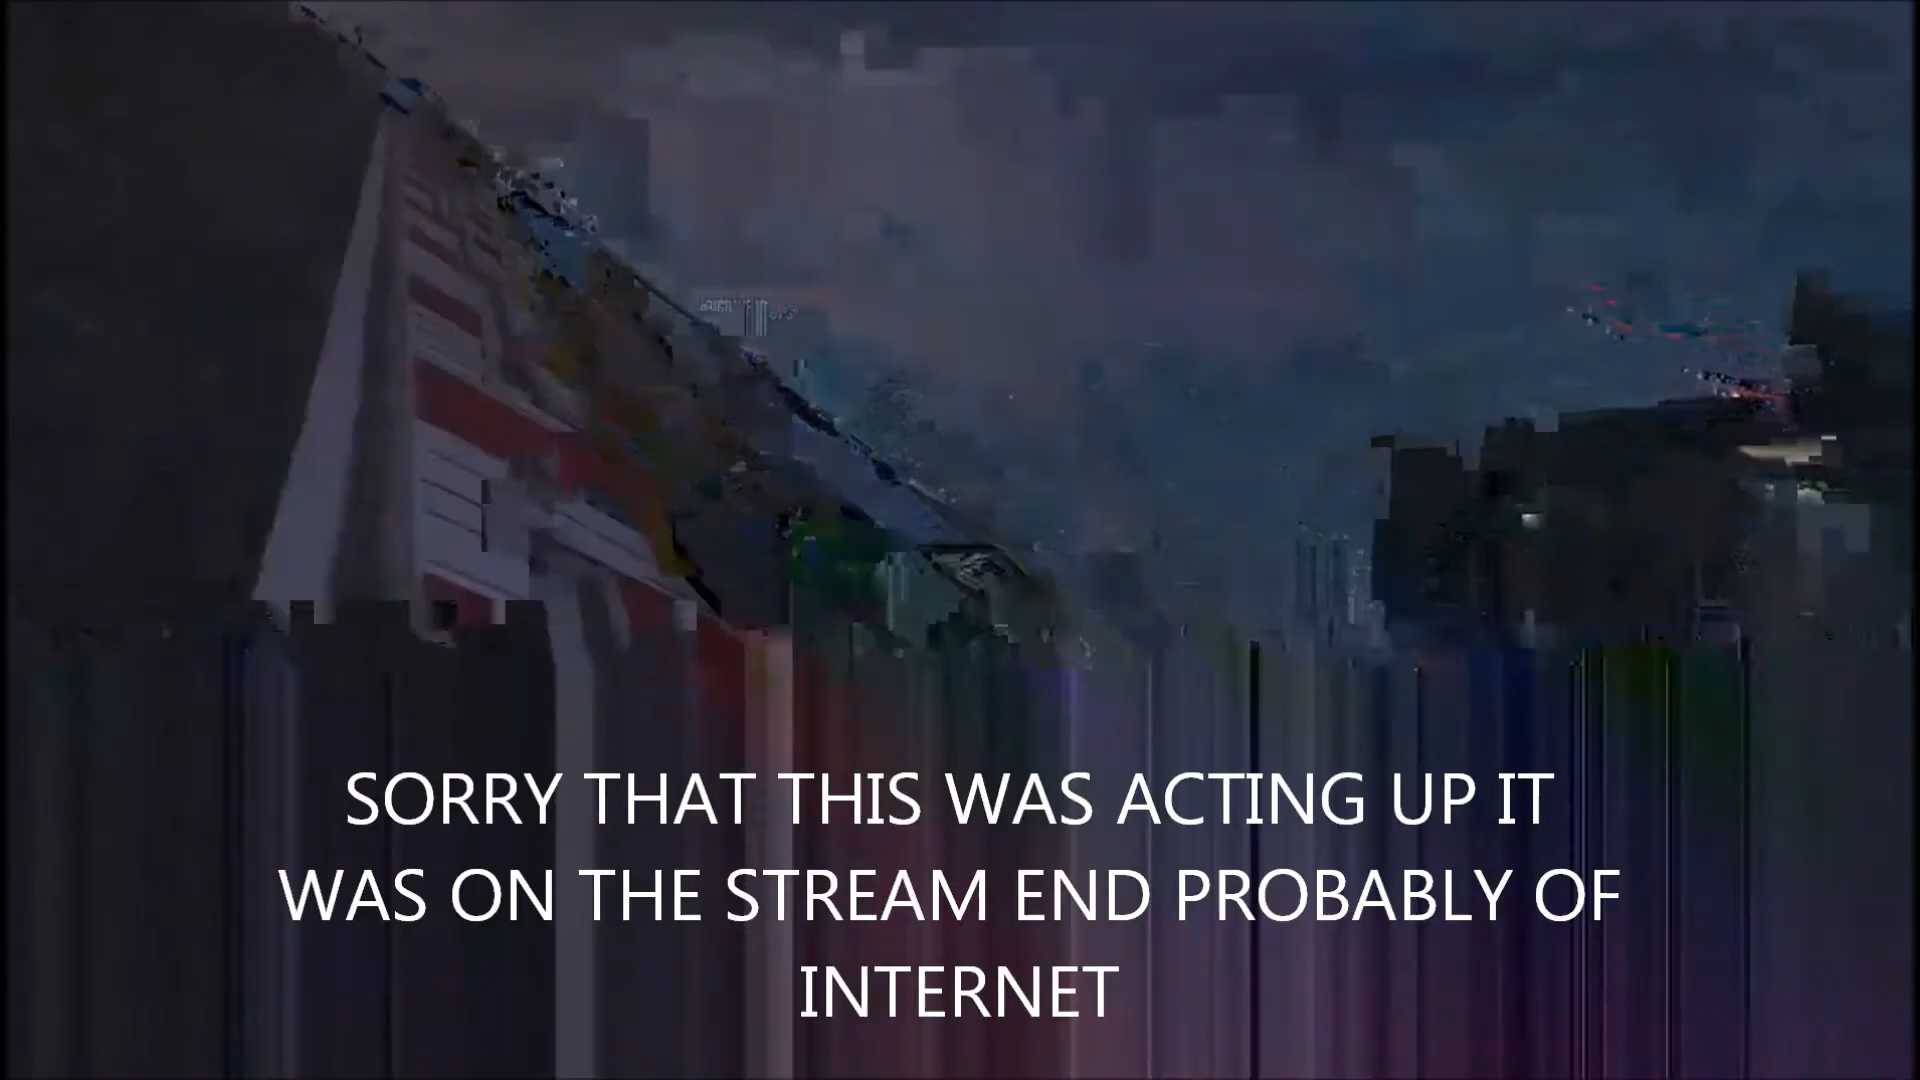 SORRY THAT THIS WAS ACTING UP IT
WAS ON THE STREAM END PROBABLY OF
INTERNET